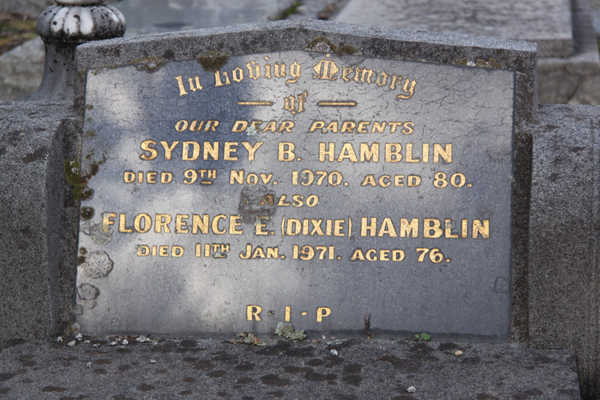 In Loving Memory
of
OUR DEAR PARENTS
SYDNEY B. HAMBLIN
DIED 9TH NOV. 1970. AGED 80.
ALSO
FLORENCE E. (DIXIE) HAMBLIN
DIED 11TH JAN. 1971. AGED 76.
R·I·P